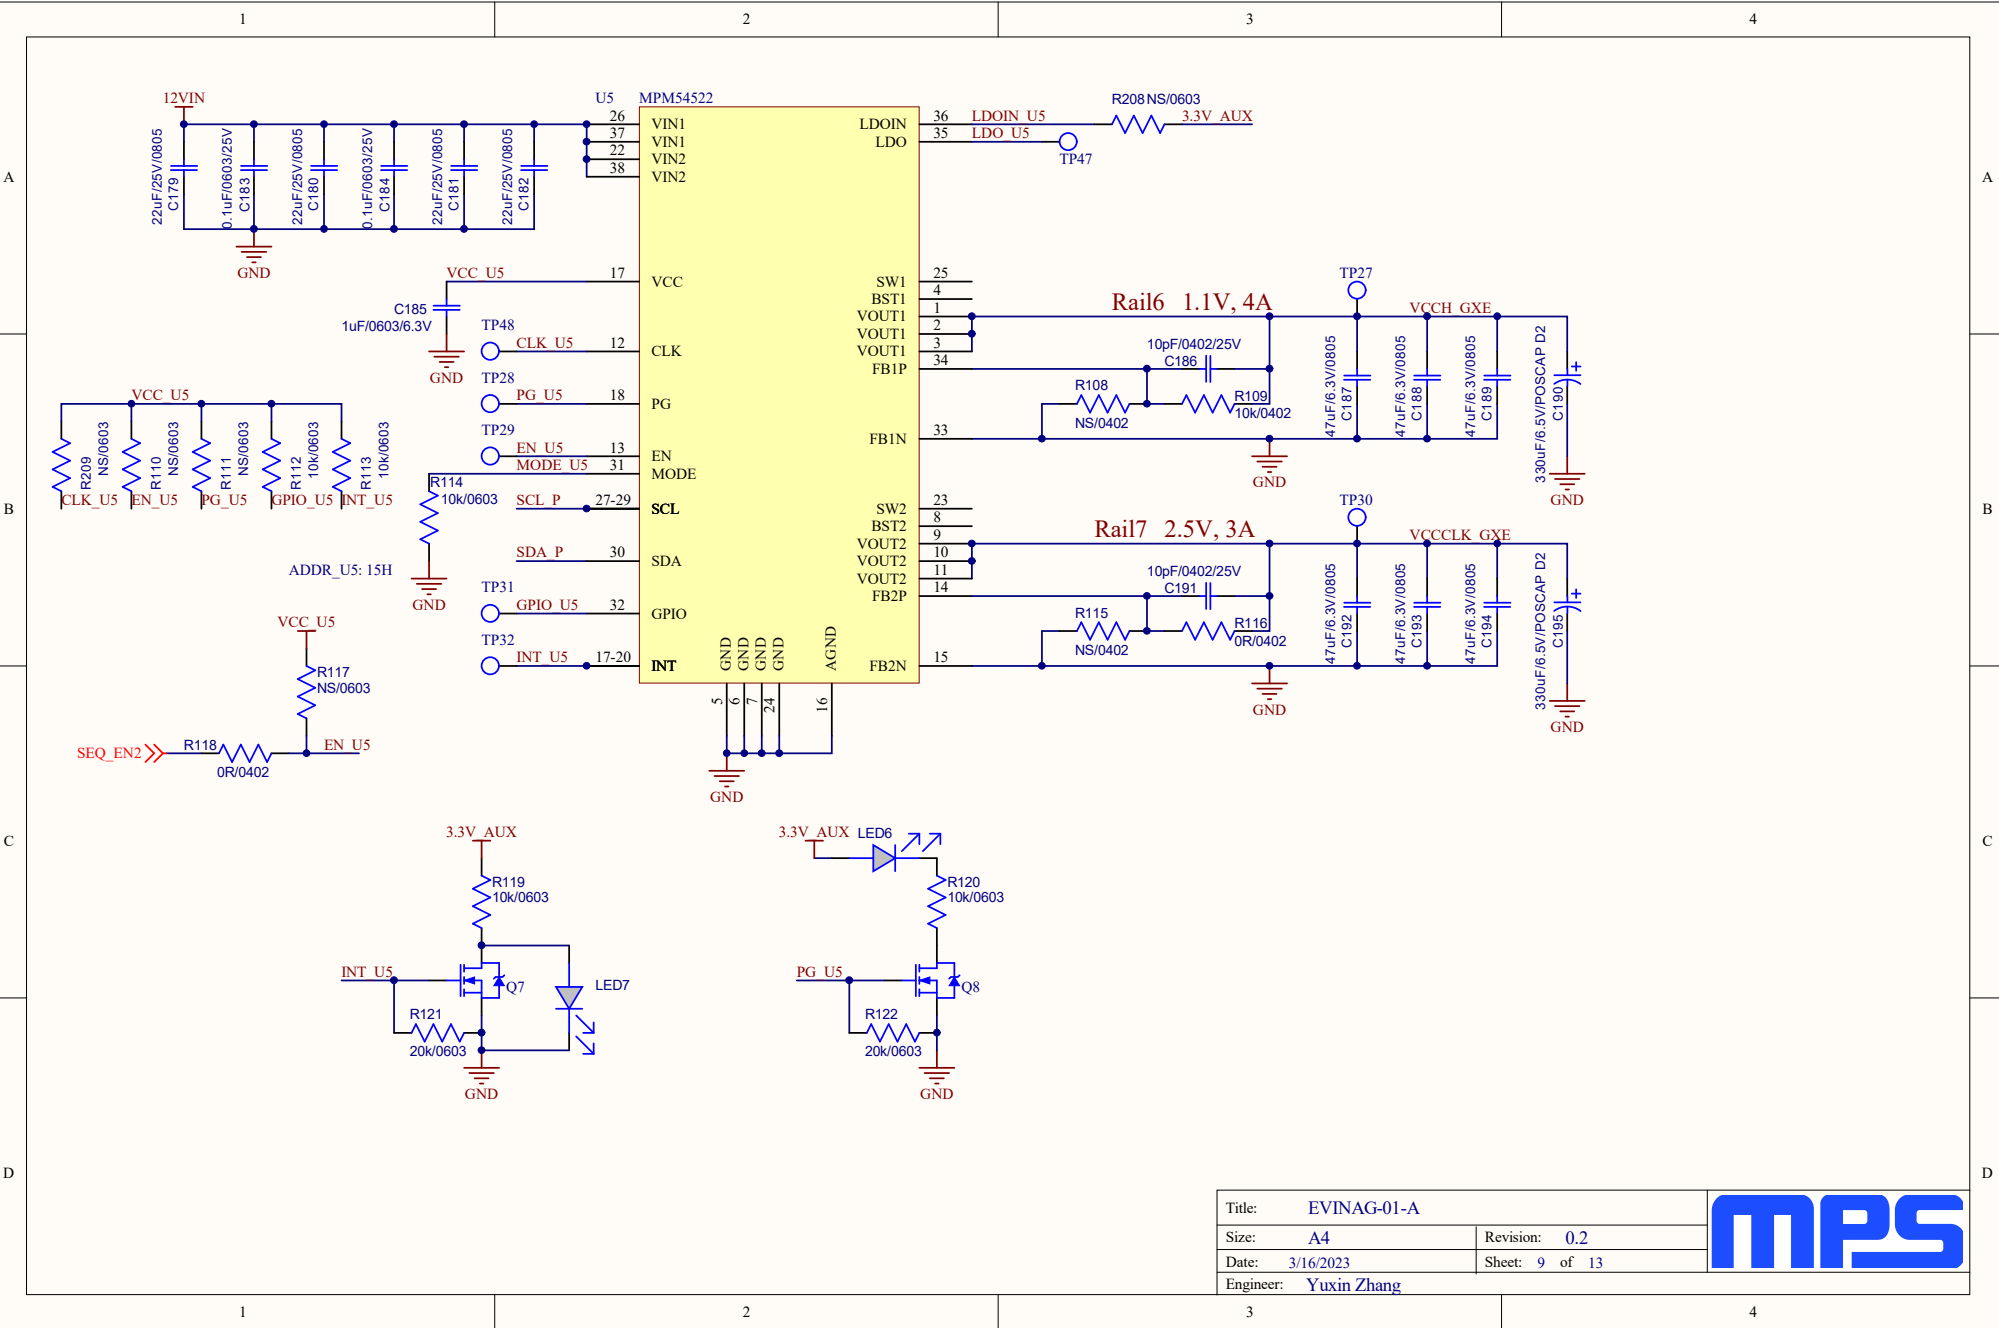 1 2 3 4
A
B
C
D
A
B
C
D
12VIN
22uF/25V/0805
C179
0.1uF/0603/25V
C183
22uF/25V/0805
C180
0.1uF/0603/25V
C184
22uF/25V/0805
C181
22uF/25V/0805
C182
GND
U5 MPM54522
26 VIN1
37 VIN1
22 VIN2
38 VIN2
17 VCC
12 CLK
18 PG
13 EN
31 MODE
27-29 SCL
30 SDA
32 GPIO
17-20 INT
GND
GND
GND
GND
AGND
5
6
7
24
16
GND
LDOIN 36 LDOIN_U5
LDO 35 LDO_U5
R208 NS/0603
3.3V_AUX
TP47
SW1 25
BST1 4
VOUT1 1
VOUT1 2
VOUT1 3
FB1P 34
FB1N 33
SW2 23
BST2 8
VOUT2 9
VOUT2 10
VOUT2 11
FB2P 14
FB2N 15
VCC_U5
C185
1uF/0603/6.3V
GND
TP48
CLK_U5
TP28
PG_U5
TP29
EN_U5
MODE_U5
R114
10k/0603
GND
SCL_P
SDA_P
ADDR_U5: 15H
TP31
GPIO_U5
TP32
INT_U5
VCC_U5
R209
NS/0603
R110
NS/0603
R111
NS/0603
R112
10k/0603
R113
10k/0603
CLK_U5 EN_U5 PG_U5 GPIO_U5 INT_U5
VCC_U5
R117
NS/0603
SEQ_EN2
R118
0R/0402
EN_U5
Rail6 1.1V, 4A
TP27
VCCH_GXE
10pF/0402/25V
C186
R108
NS/0402
R109
10k/0402
GND
47uF/6.3V/0805
C187
47uF/6.3V/0805
C188
47uF/6.3V/0805
C189
330uF/6.5V/POSCAP D2
C190
+
GND
Rail7 2.5V, 3A
TP30
VCCCLK_GXE
10pF/0402/25V
C191
R115
NS/0402
R116
0R/0402
GND
47uF/6.3V/0805
C192
47uF/6.3V/0805
C193
47uF/6.3V/0805
C194
330uF/6.5V/POSCAP D2
C195
+
GND
3.3V_AUX
R119
10k/0603
INT_U5
Q7
LED7
R121
20k/0603
GND
3.3V_AUX LED6
R120
10k/0603
PG_U5
Q8
R122
20k/0603
GND
Title: EVINAG-01-A
Size: A4 Revision: 0.2
Date: 3/16/2023 Sheet: 9 of 13
Engineer: Yuxin Zhang
MPS
1 2 3 4